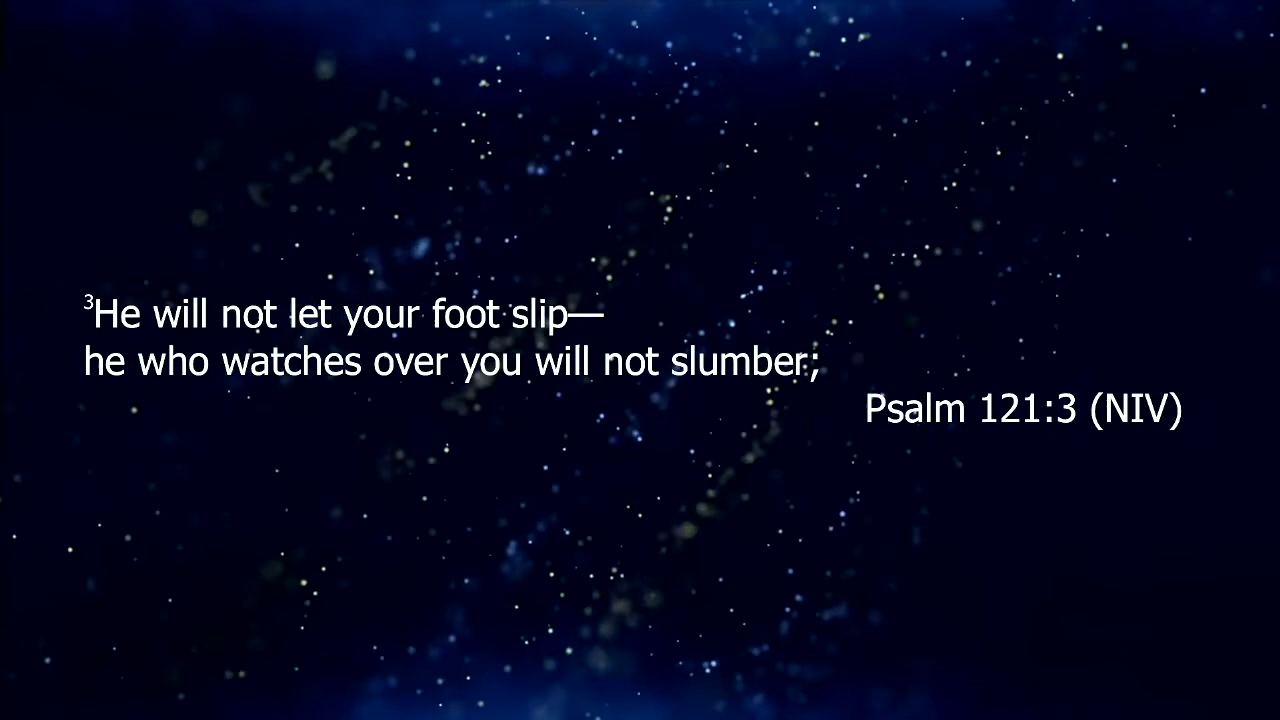 ³He will not let your foot slip—
he who watches over you will not slumber;
Psalm 121:3 (NIV)